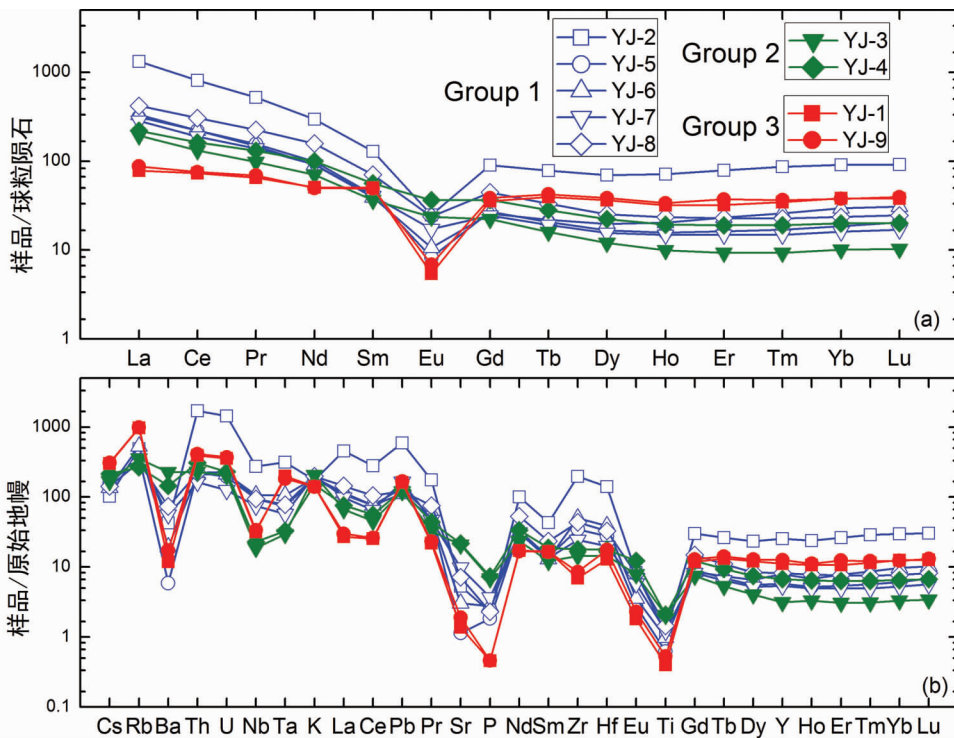 样品/球粒陨石
1000
100
10
1
Group 1
YJ-2
YJ-5
YJ-6
YJ-7
YJ-8
Group 2
YJ-3
YJ-4
Group 3
YJ-1
YJ-9
(a)
La Ce Pr Nd Sm Eu Gd Tb Dy Ho Er Tm Yb Lu
样品/原始地幔
1000
100
10
1
0.1
(b)
Cs Rb Ba Th U Nb Ta K La Ce Pb Pr Sr P Nd Sm Zr Hf Eu Ti Gd Tb Dy Y Ho Er Tm Yb Lu